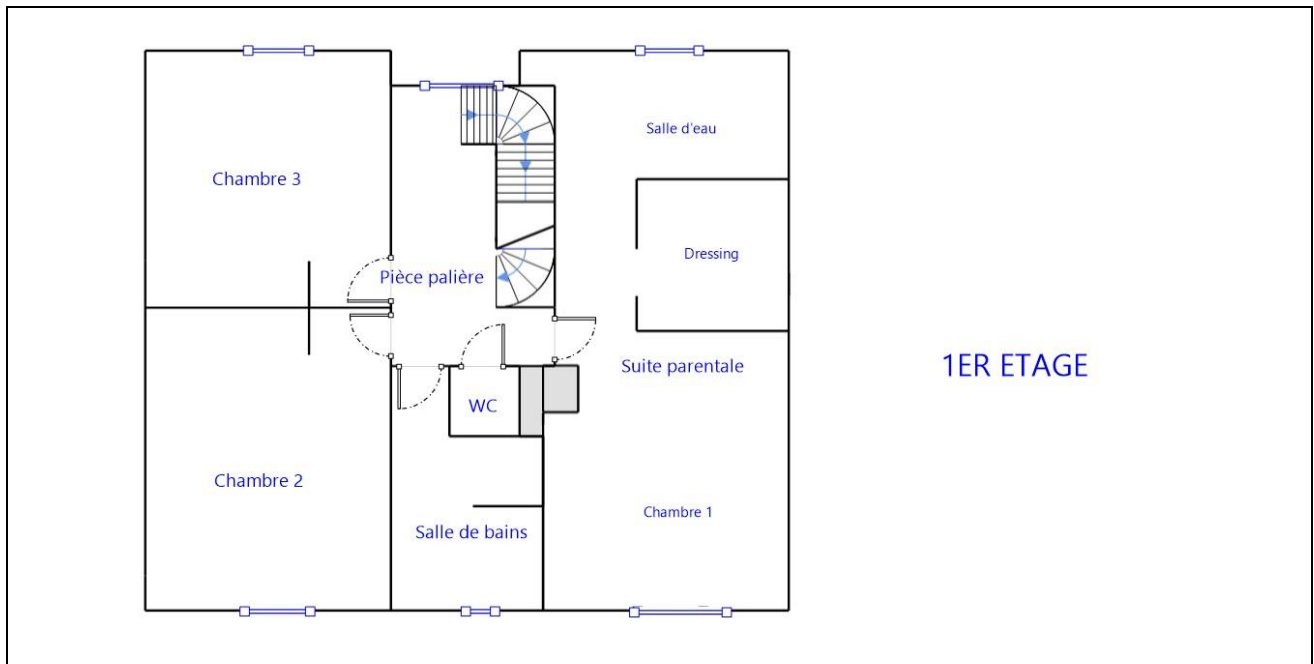 Salle d'eau
Chambre 3
Dressing
Pièce palière
Suite parentale
1ER ETAGE
WC
Chambre 2
Chambre 1
Salle de bains